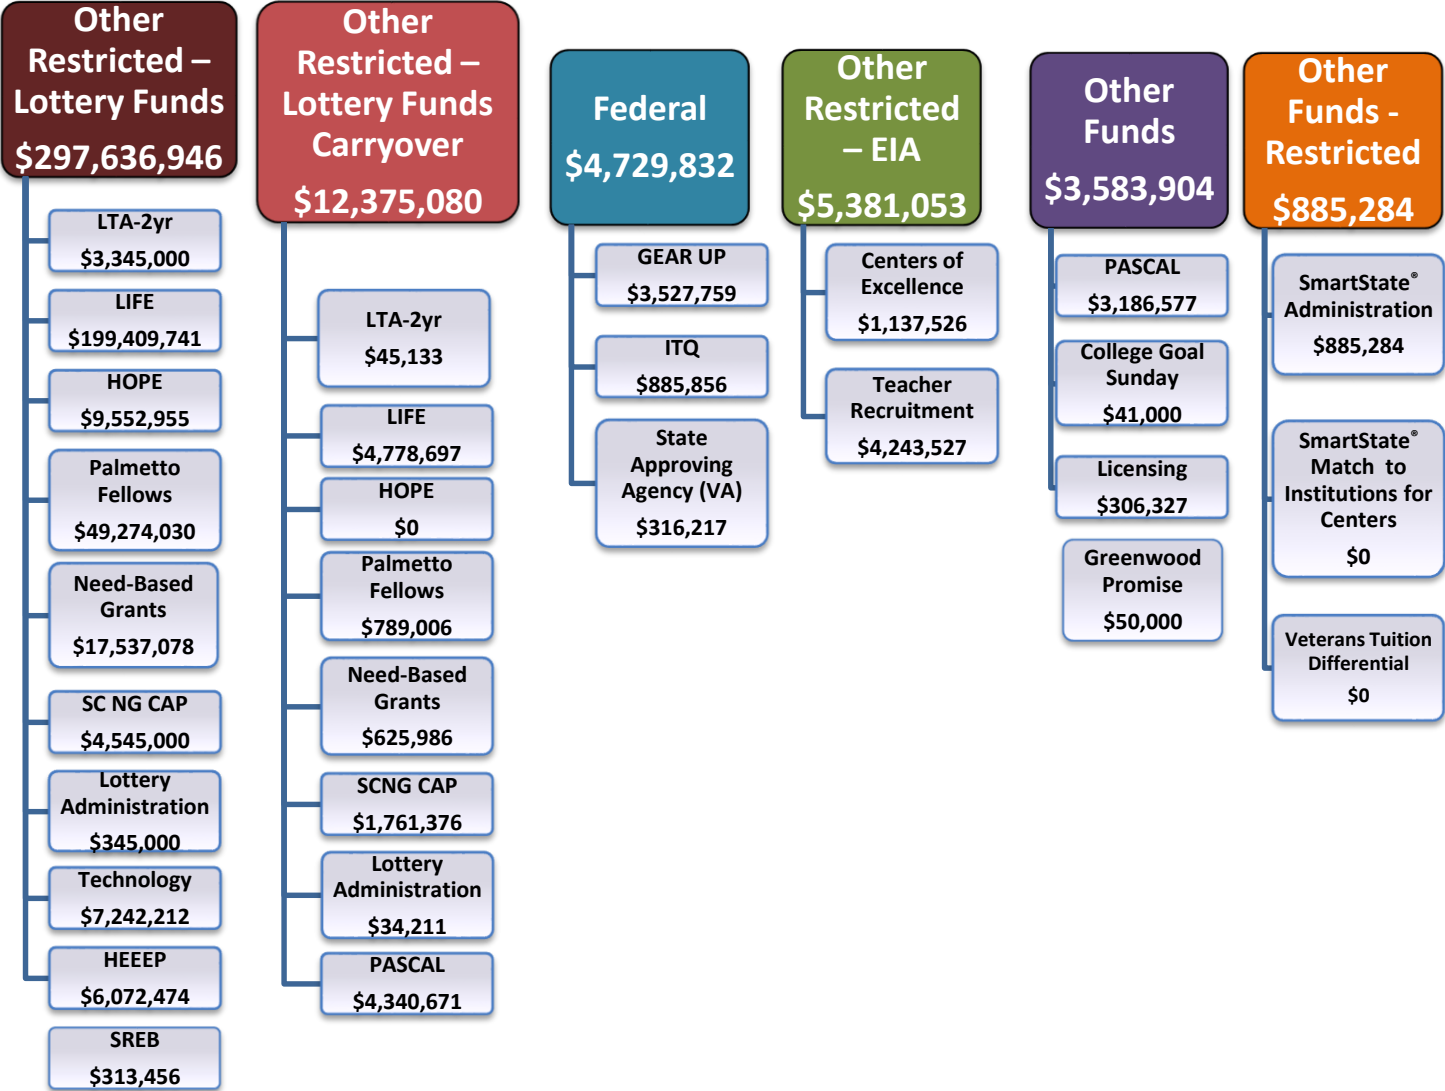 Other
Restricted –
Lottery Funds
$297,636,946
LTA-2yr
$3,345,000
LIFE
$199,409,741
HOPE
$9,552,955
Palmetto
Fellows
$49,274,030
Need-Based
Grants
$17,537,078
SC NG CAP
$4,545,000
Lottery
Administration
$345,000
Technology
$7,242,212
HEEEP
$6,072,474
SREB
$313,456
Other
Restricted –
Lottery Funds
Carryover
$12,375,080
LTA-2yr
$45,133
LIFE
$4,778,697
HOPE
$0
Palmetto
Fellows
$789,006
Need-Based
Grants
$625,986
SCNG CAP
$1,761,376
Lottery
Administration
$34,211
PASCAL
$4,340,671
Federal
$4,729,832
GEAR UP
$3,527,759
ITQ
$885,856
State
Approving
Agency (VA)
$316,217
Other
Restricted
– EIA
$5,381,053
Centers of
Excellence
$1,137,526
Teacher
Recruitment
$4,243,527
Other
Funds
$3,583,904
PASCAL
$3,186,577
College Goal
Sunday
$41,000
Licensing
$306,327
Greenwood
Promise
$50,000
Other
Funds -
Restricted
$885,284
SmartState®
Administration
$885,284
SmartState®
Match to
Institutions for
Centers
$0
Veterans Tuition
Differential
$0